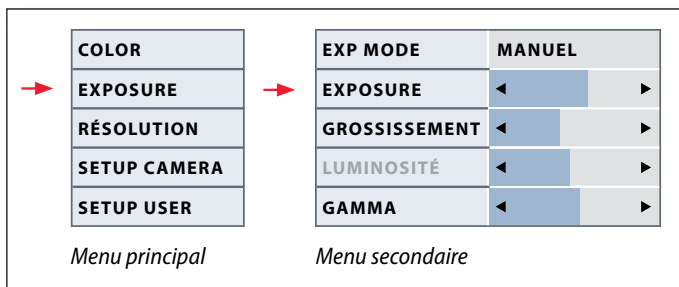 COLOR
EXPOSURE
RÉSOLUTION
SETUP CAMERA
SETUP USER
Menu principal
EXP MODE MANUEL
EXPOSURE
GROSSISSEMENT
LUMINOSITÉ
GAMMA
Menu secondaire